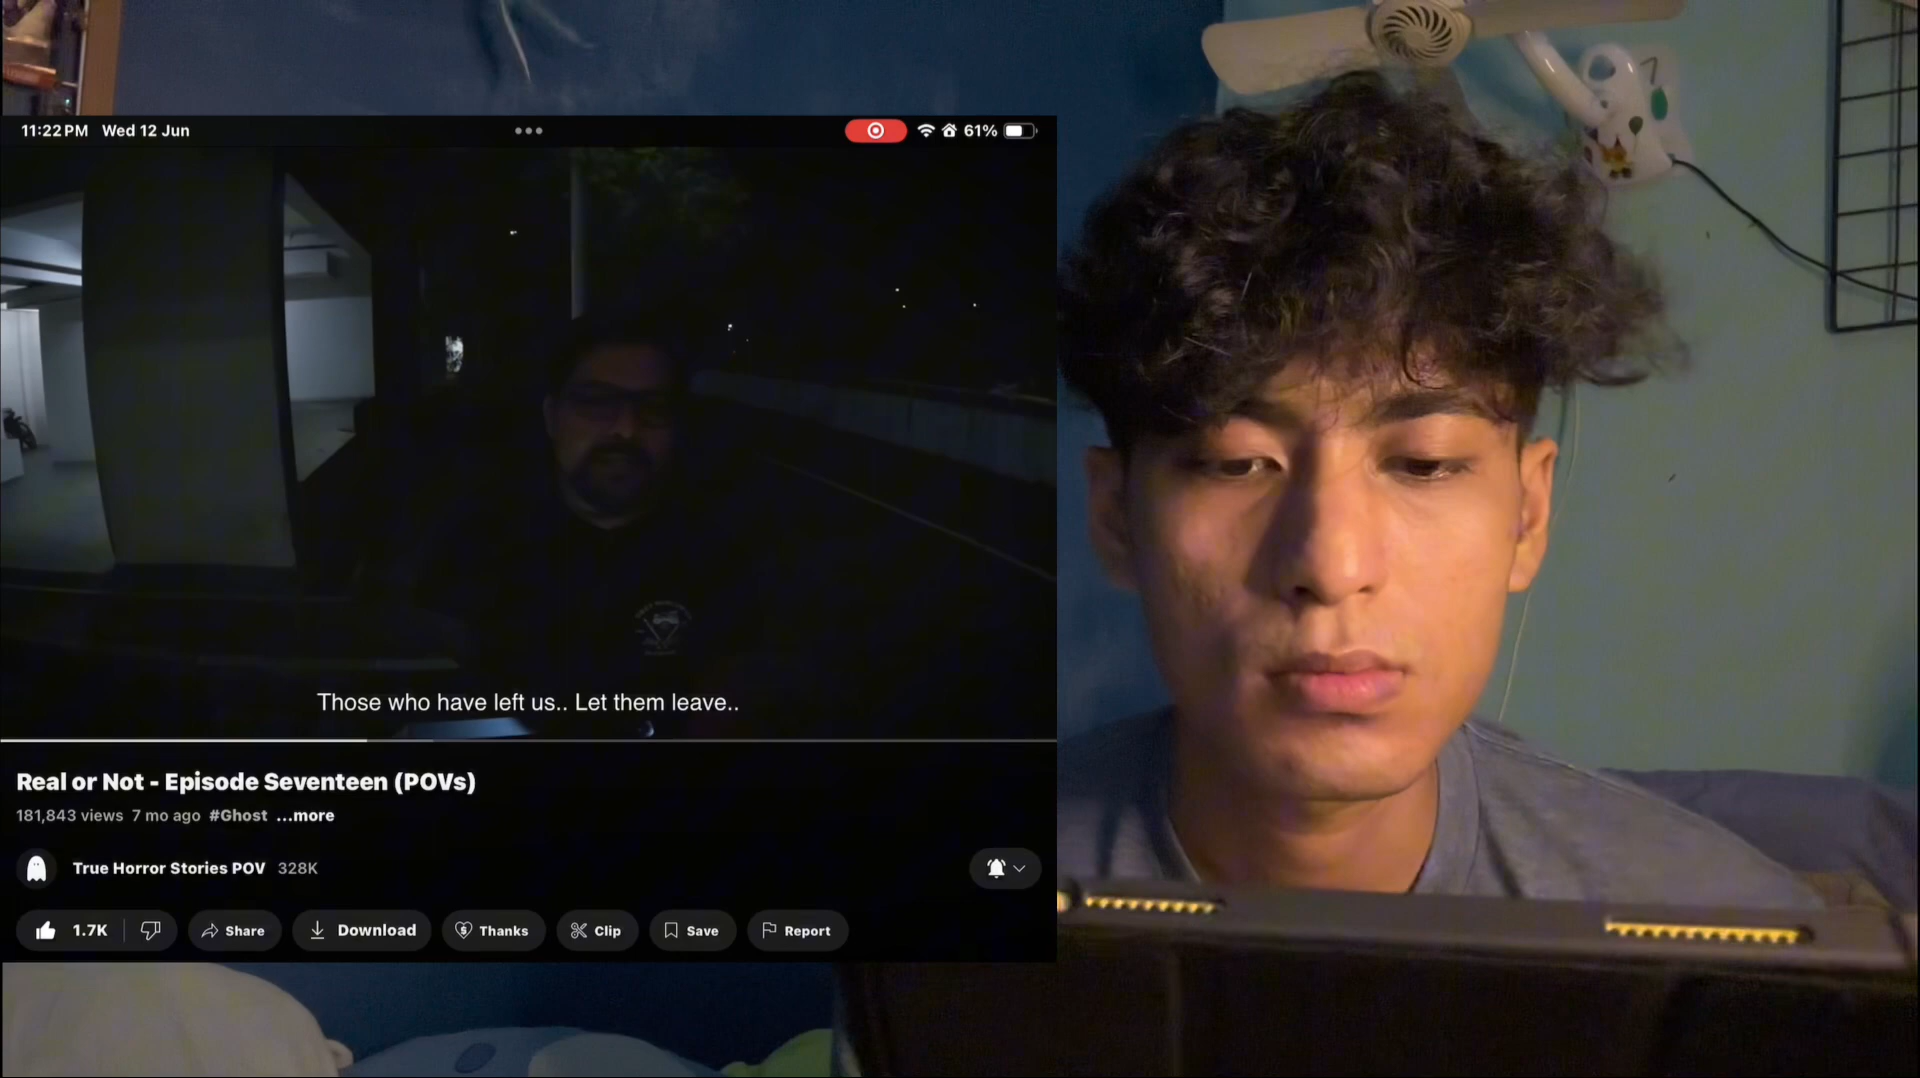 11:22 PM Wed 12 Jun
61%
Those who have left us.. Let them leave..
Real or Not - Episode Seventeen (POVs)
181,843 views 7 mo ago #Ghost ...more
True Horror Stories POV 328K
1.7K Share Download Thanks Clip Save Report